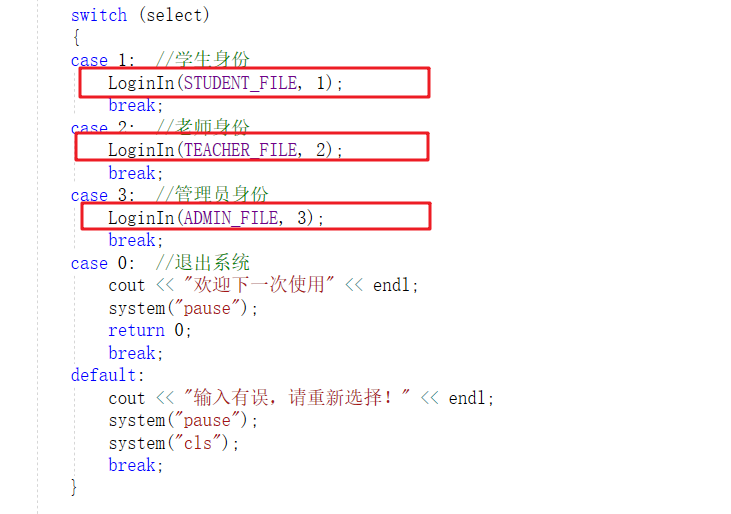 switch (select)
{
case 1:  //学生身份
    LoginIn(STUDENT_FILE, 1);
    break;
case 2:  //老师身份
    LoginIn(TEACHER_FILE, 2);
    break;
case 3:  //管理员身份
    LoginIn(ADMIN_FILE, 3);
    break;
case 0:  //退出系统
    cout << "欢迎下一次使用" << endl;
    system("pause");
    return 0;
    break;
default:
    cout << "输入有误，请重新选择！" << endl;
    system("pause");
    system("cls");
    break;
}